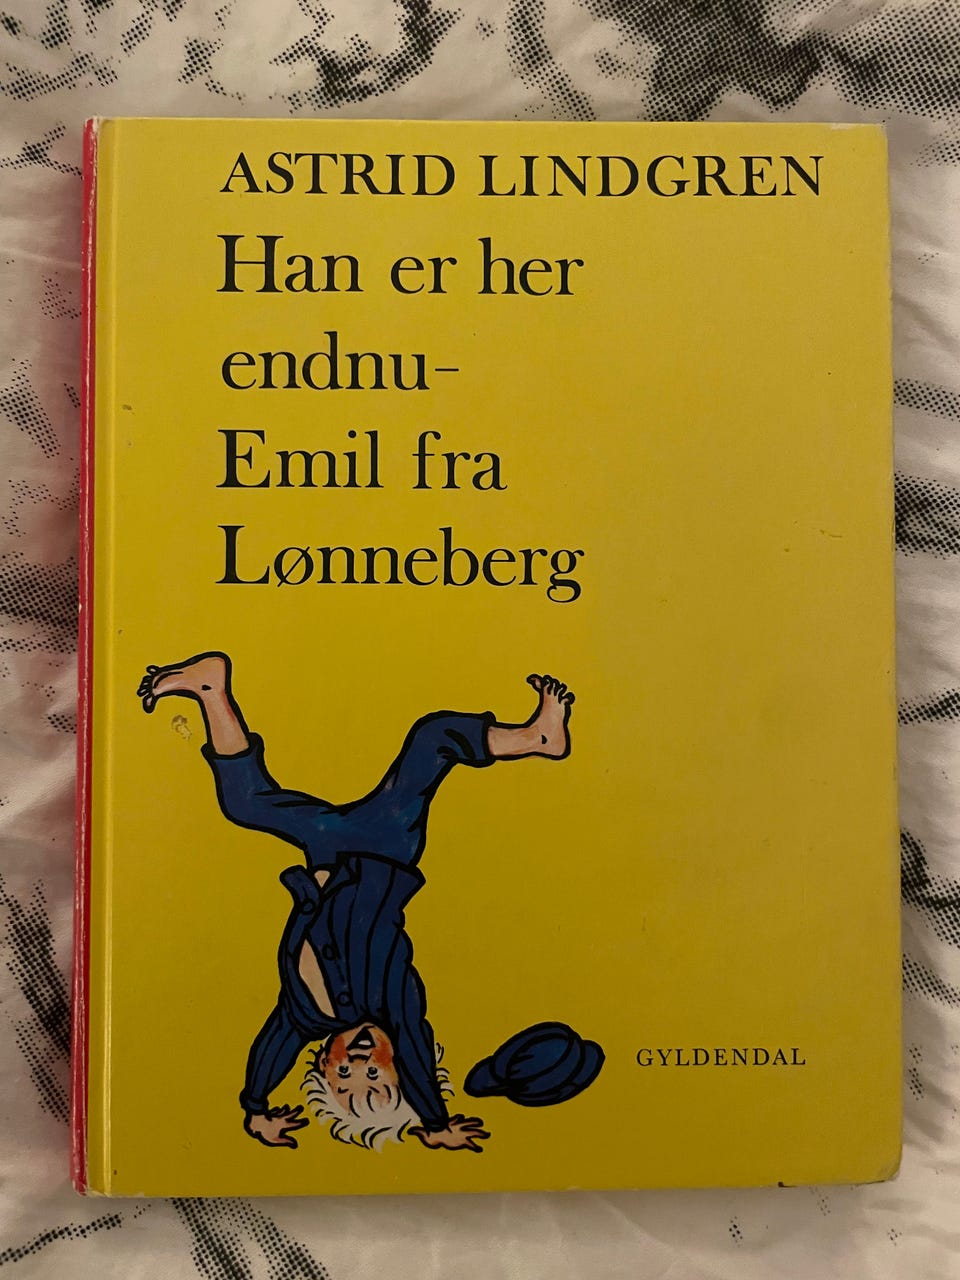 ASTRID LINDGREN
Han er her
endnu–
Emil fra
Lønneberg
GYLDENDAL